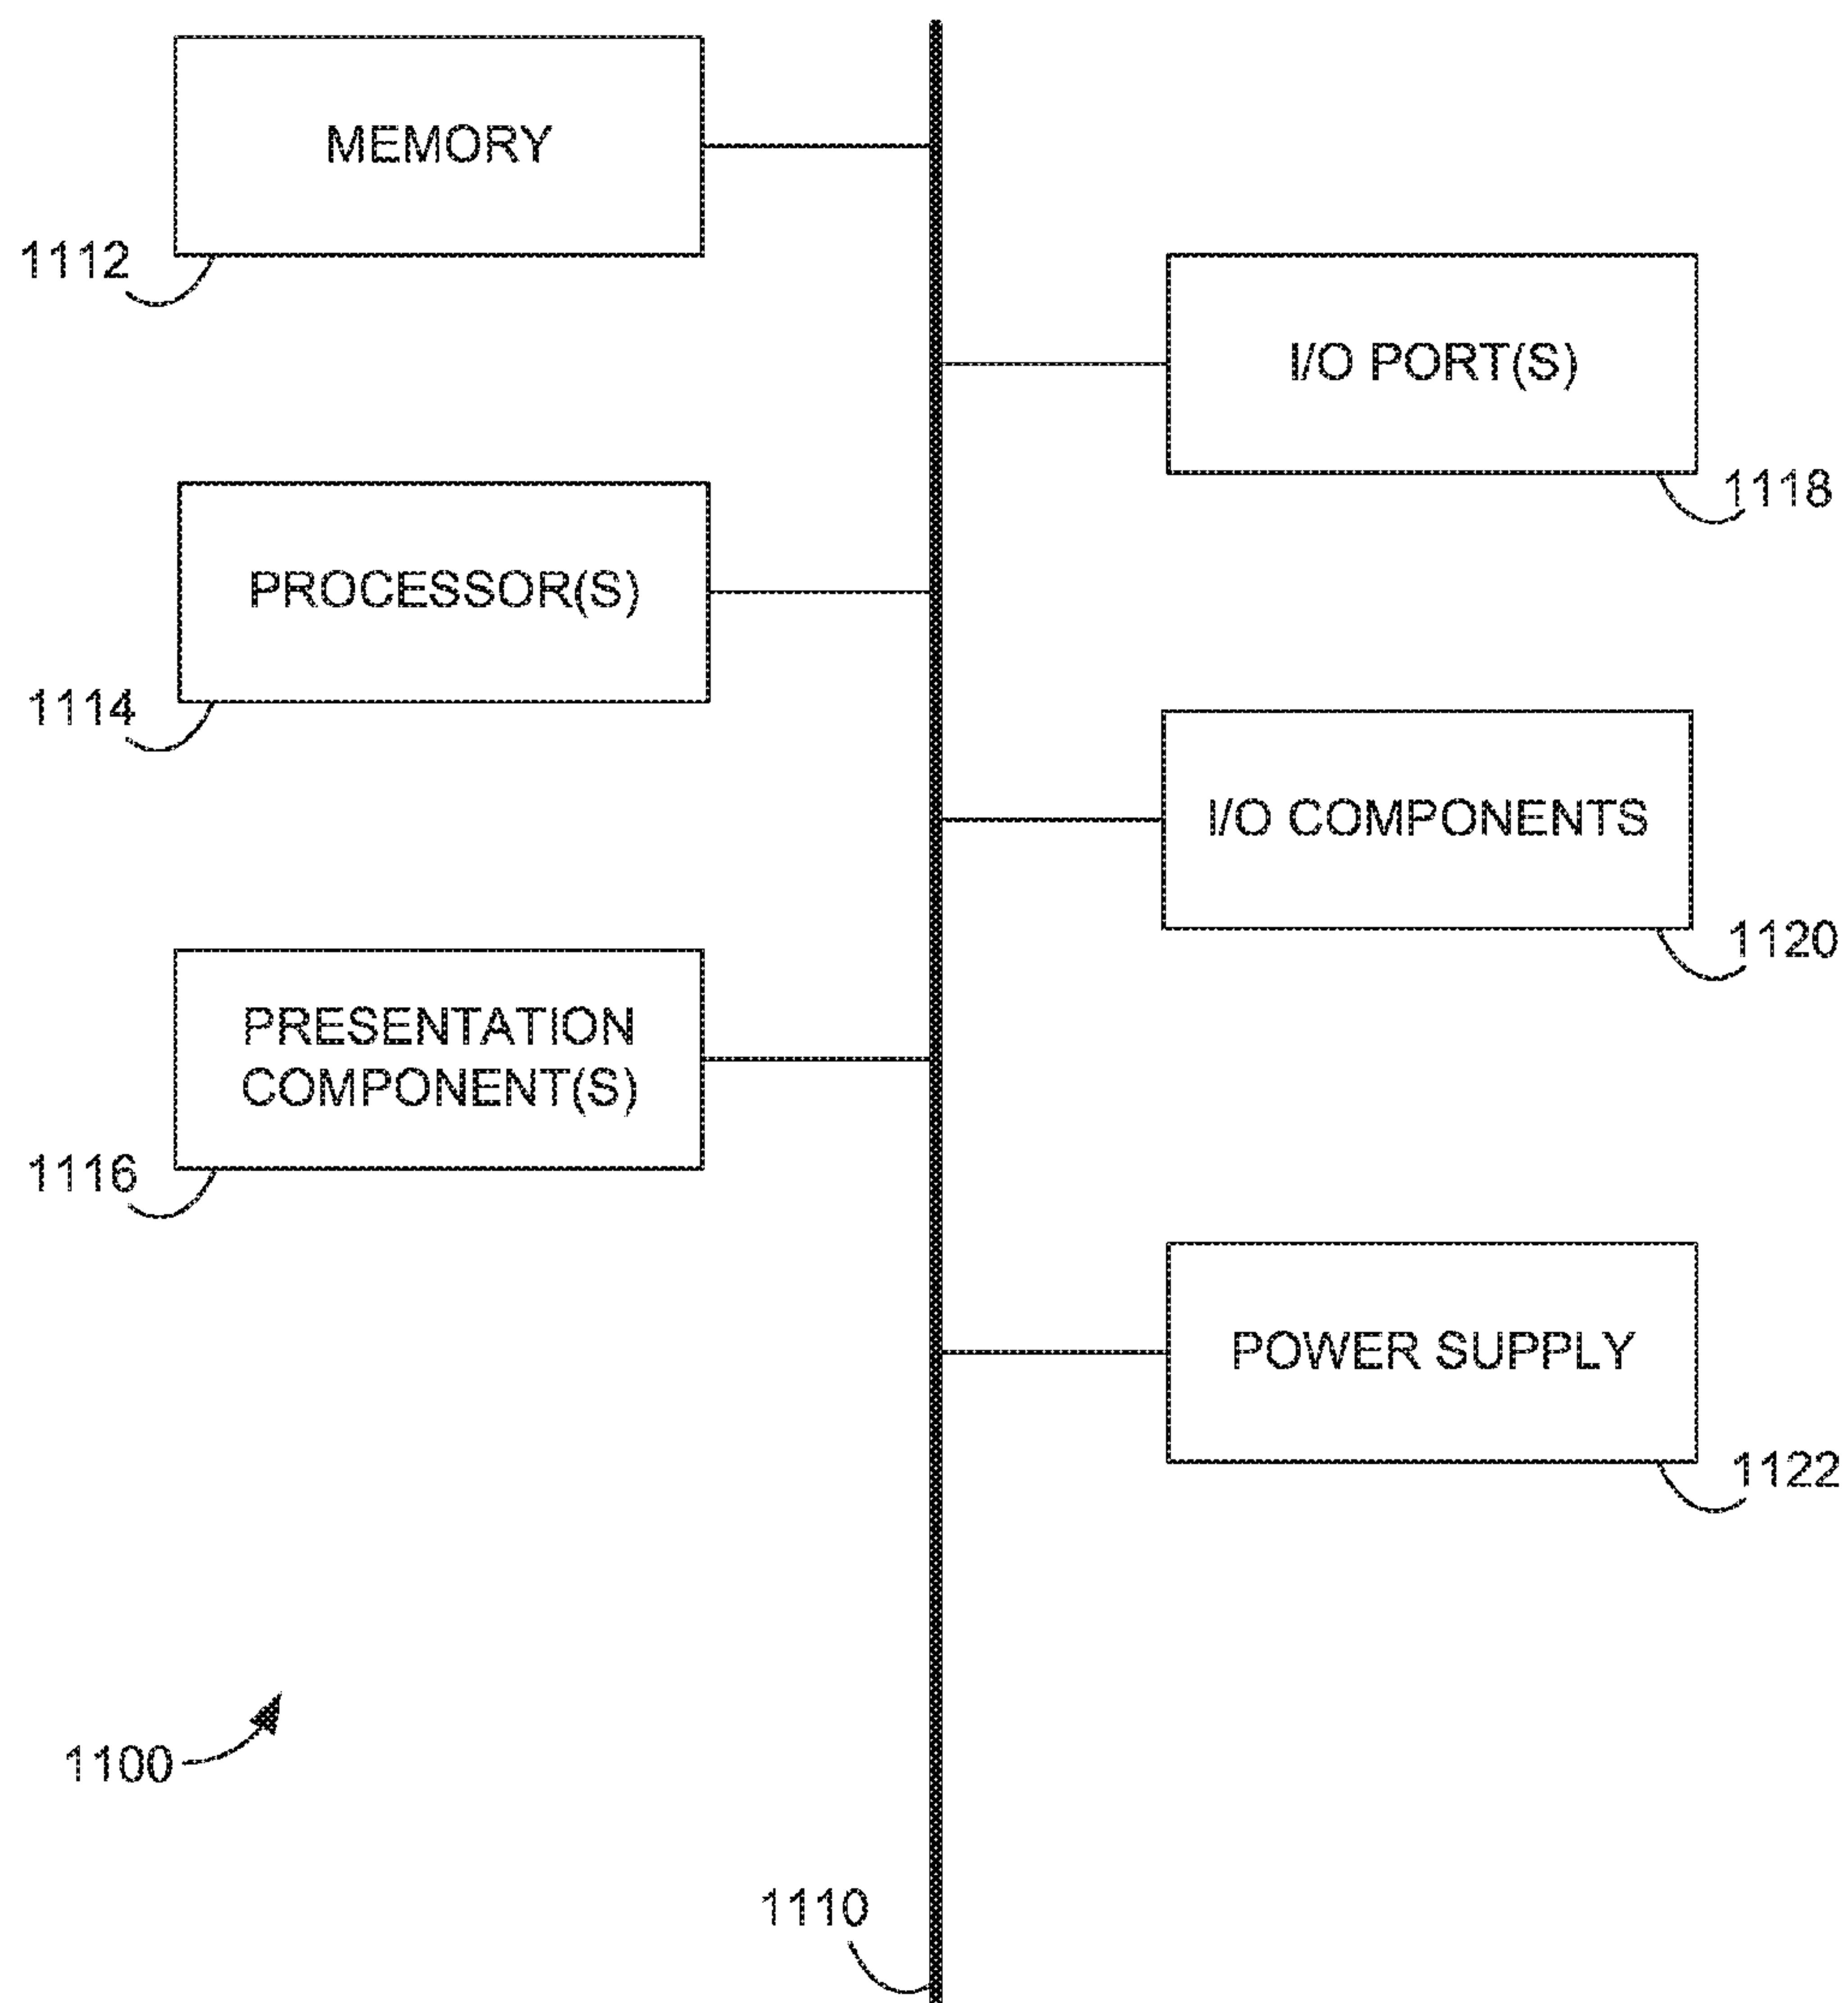 MEMORY
1112
I/O PORT(S)
1118
PROCESSOR(S)
1114
I/O COMPONENTS
1120
PRESENTATION
COMPONENT(S)
1116
POWER SUPPLY
1122
1100
1110